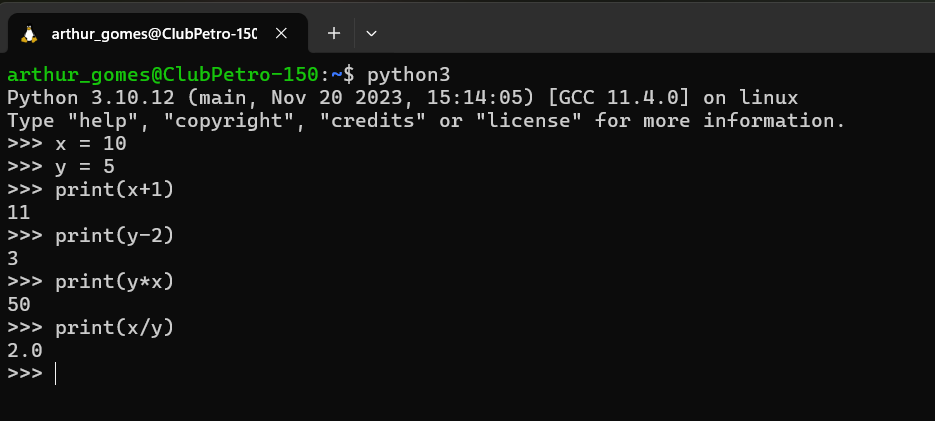 arthur_gomes@ClubPetro-150
arthur_gomes@ClubPetro-150:~$ python3
Python 3.10.12 (main, Nov 20 2023, 15:14:05) [GCC 11.4.0] on linux
Type "help", "copyright", "credits" or "license" for more information.
>>> x = 10
>>> y = 5
>>> print(x+1)
11
>>> print(y-2)
3
>>> print(y*x)
50
>>> print(x/y)
2.0
>>>